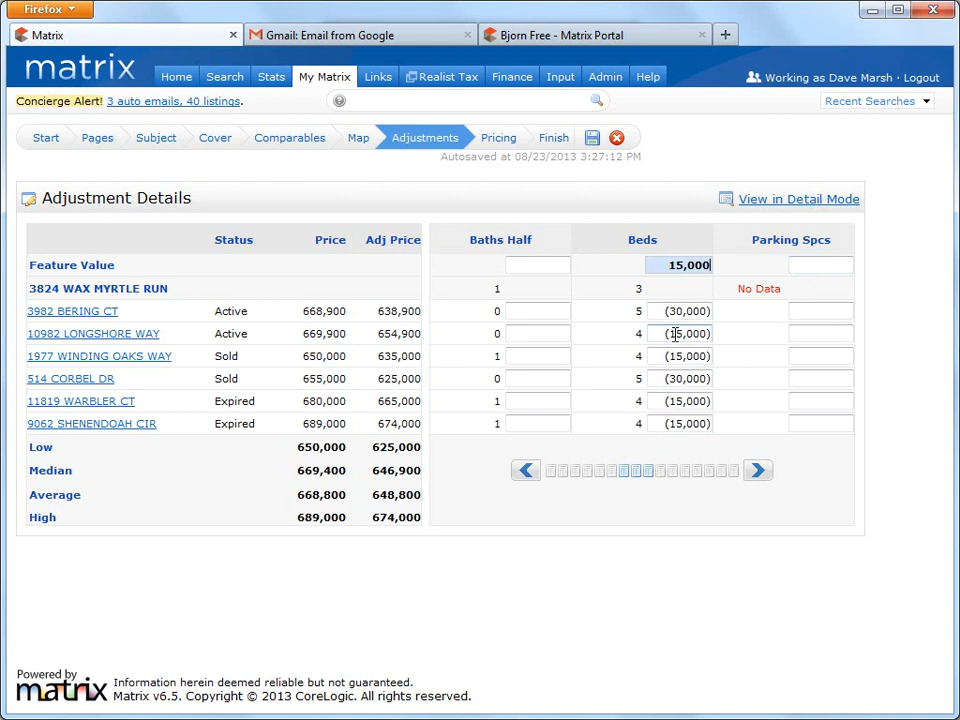 Firefox
Matrix
Gmail: Email from Google
Bjorn Free - Matrix Portal
matrix
Home Search Stats My Matrix Links Realist Tax Finance Input Admin Help
Working as Dave Marsh · Logout
Concierge Alert! 3 auto emails, 40 listings.
Recent Searches
Start Pages Subject Cover Comparables Map Adjustments Pricing Finish
Autosaved at 08/23/2013 3:27:12 PM
Adjustment Details
View in Detail Mode
Status Price Adj Price Baths Half Beds Parking Spcs
Feature Value 15,000
3824 WAX MYRTLE RUN 1 3 No Data
3982 BERING CT Active 668,900 638,900 0 5 (30,000)
10982 LONGSHORE WAY Active 669,900 654,900 0 4 (15,000)
1977 WINDING OAKS WAY Sold 650,000 635,000 1 4 (15,000)
514 CORBEL DR Sold 655,000 625,000 0 5 (30,000)
11819 WARBLER CT Expired 680,000 665,000 1 4 (15,000)
9062 SHENENDOAH CIR Expired 689,000 674,000 1 4 (15,000)
Low 650,000 625,000
Median 669,400 646,900
Average 668,800 648,800
High 689,000 674,000
Powered by
matrix
Information herein deemed reliable but not guaranteed.
Matrix v6.5. Copyright © 2013 CoreLogic. All rights reserved.